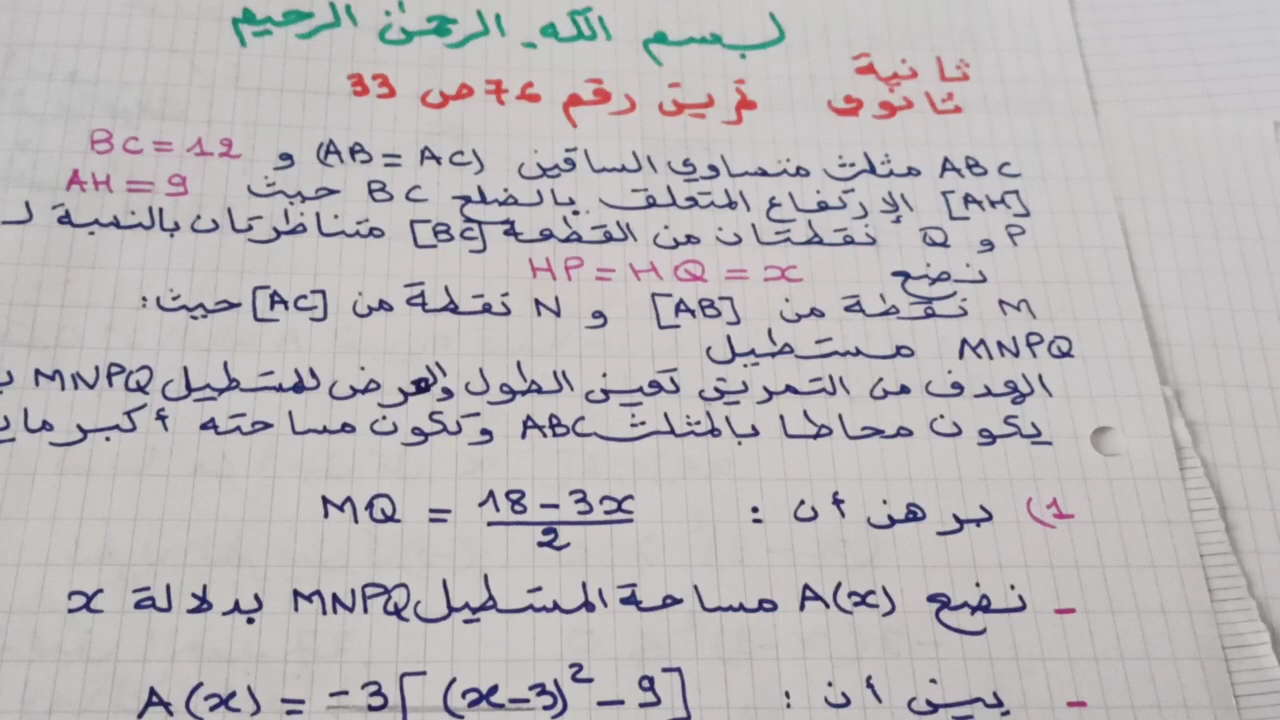 بسم الله الرحمن الرحيم
ثانية ثانوي تمرين رقم 76 ص 33
ABC مثلث متساوي الساقين (AB = AC) و BC = 12
[AH] الإرتفاع المتعلق بالضلع BC حيث AH = 9
P و Q نقطتان من القطعة [BC] متناظرتان بالنسبة لـ
نضع HP = HQ = x
M نقطة من [AB] و N نقطة من [AC] حيث:
MNPQ مستطيل
الهدف من التمرين تعيين الطول والعرض للمستطيل MNPQ
يكون محاطا بالمثلث ABC وتكون مساحته أكبر
1) برهن أن : MQ = (18 - 3x)/2
- نضع A(x) مساحة المستطيل MNPQ بدلالة x
- بين أن : A(x) = -3[(x-3)² - 9]